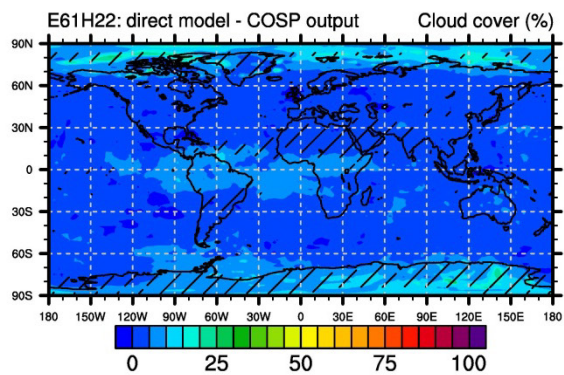 E61H22: direct model - COSP output Cloud cover (%)
90N
60N
30N
0
30S
60S
90S
180 150W 120W 90W 60W 30W 0 30E 60E 90E 120E 150E 180
0 25 50 75 100